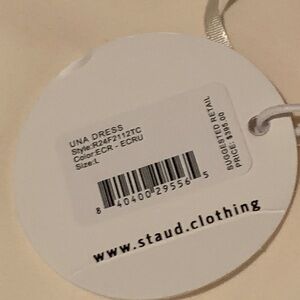 UNA DRESS
Style:R24F2112TC
Color:ECR - ECRU
Size:L
8 40400 29556 5
SUGGESTED RETAIL
PRICE: $395.00
www.staud.clothing